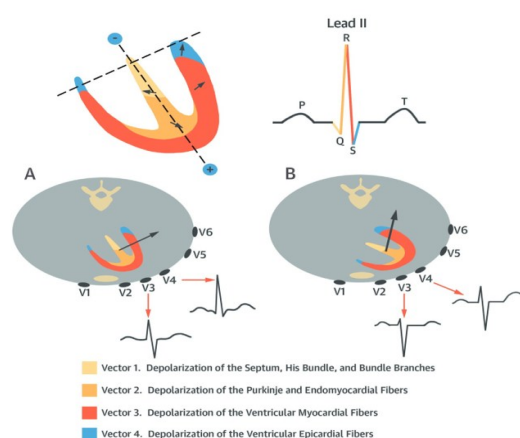 -
Lead II
R
P
T
Q
S
+
A
B
V6
V5
V4
V3
V2
V1
V6
V5
V4
V3
V2
V1
Vector 1. Depolarization of the Septum, His Bundle, and Bundle Branches
Vector 2. Depolarization of the Purkinje and Endomyocardial Fibers
Vector 3. Depolarization of the Ventricular Myocardial Fibers
Vector 4. Depolarization of the Ventricular Epicardial Fibers